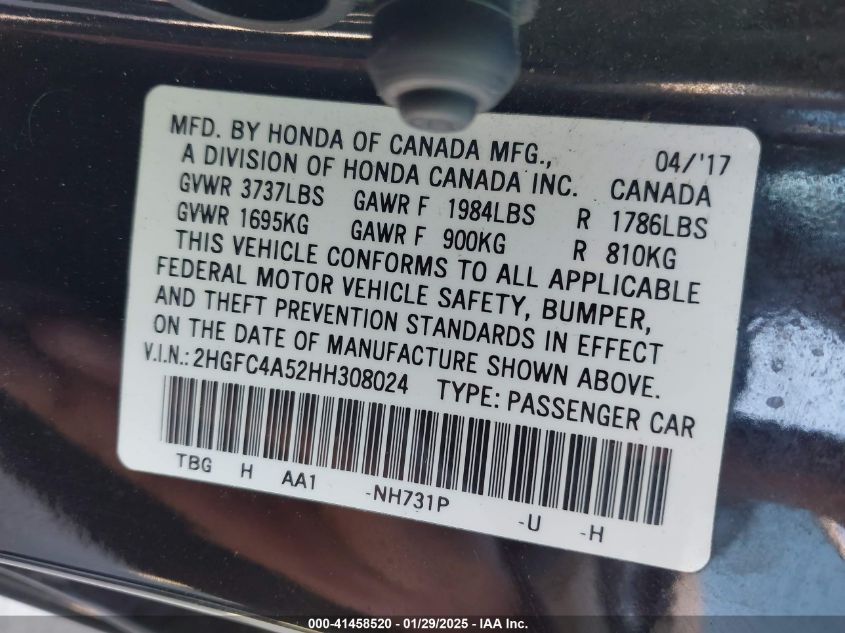 MFD. BY HONDA OF CANADA MFG., 04/'17
A DIVISION OF HONDA CANADA INC. CANADA
GVWR 3737LBS GAWR F 1984LBS R 1786LBS
GVWR 1695KG GAWR F 900KG R 810KG
THIS VEHICLE CONFORMS TO ALL APPLICABLE
FEDERAL MOTOR VEHICLE SAFETY, BUMPER,
AND THEFT PREVENTION STANDARDS IN EFFECT
ON THE DATE OF MANUFACTURE SHOWN ABOVE.
V.I.N.: 2HGFC4A52HH308024 TYPE: PASSENGER CAR
TBG H AA1 -NH731P -U -H
000-41458520 - 01/29/2025 - IAA Inc.